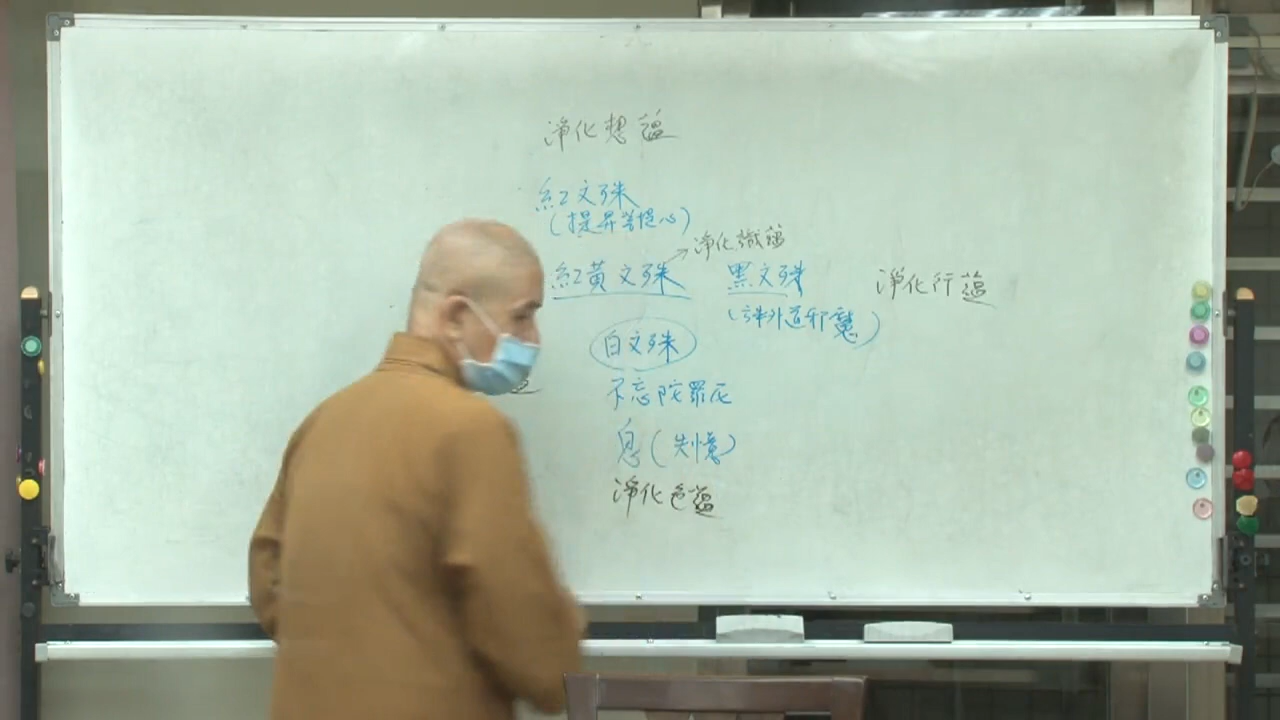 淨化想蘊
紅文殊
(提昇菩提心)
淨化識蘊
紅黃文殊
黑文殊
淨化行蘊
(誅外道邪魔)
白文殊
不忘陀羅尼
息(失憶)
淨化色蘊